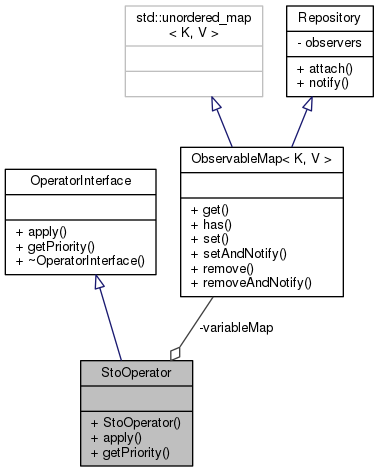 std::unordered_map
< K, V >
Repository
- observers
+ attach()
+ notify()
ObservableMap< K, V >
+ get()
+ has()
+ set()
+ setAndNotify()
+ remove()
+ removeAndNotify()
OperatorInterface
+ apply()
+ getPriority()
+ ~OperatorInterface()
-variableMap
StoOperator
+ StoOperator()
+ apply()
+ getPriority()